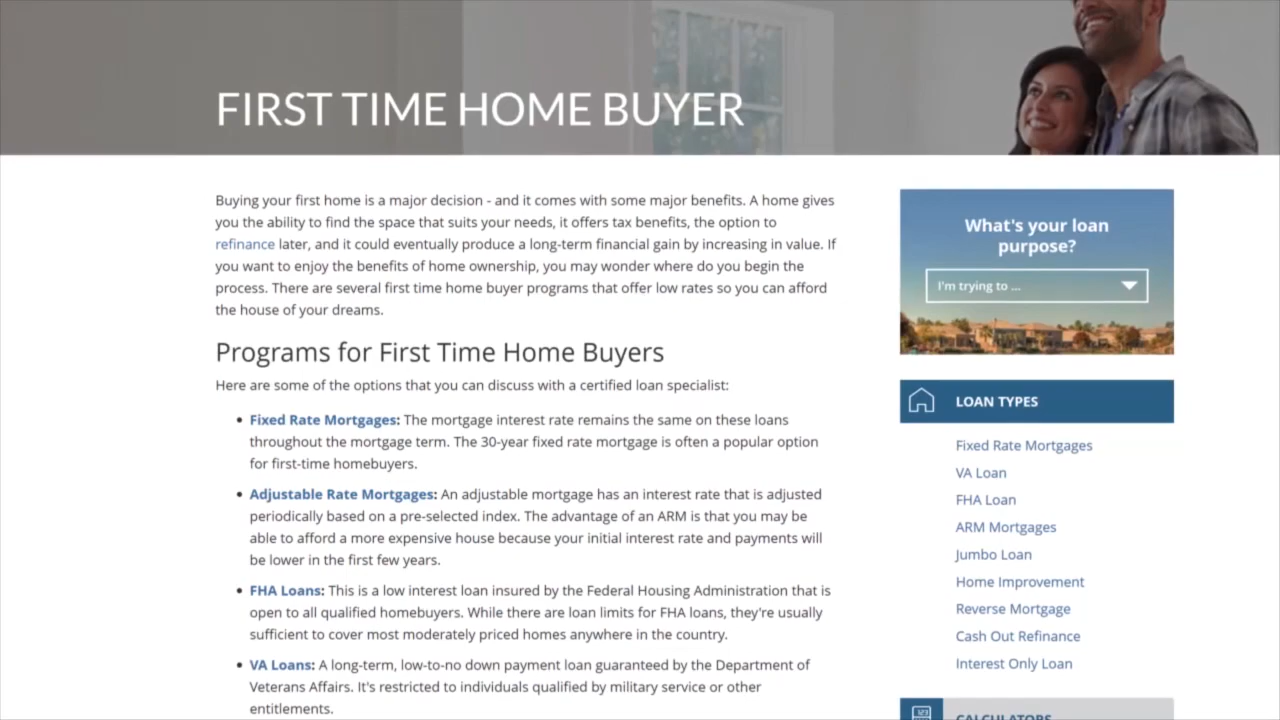 FIRST TIME HOME BUYER
Buying your first home is a major decision - and it comes with some major benefits. A home gives
you the ability to find the space that suits your needs, it offers tax benefits, the option to
refinance later, and it could eventually produce a long-term financial gain by increasing in value. If
you want to enjoy the benefits of home ownership, you may wonder where do you begin the
process. There are several first time home buyer programs that offer low rates so you can afford
the house of your dreams.
Programs for First Time Home Buyers
Here are some of the options that you can discuss with a certified loan specialist:
• Fixed Rate Mortgages: The mortgage interest rate remains the same on these loans
throughout the mortgage term. The 30-year fixed rate mortgage is often a popular option
for first-time homebuyers.
• Adjustable Rate Mortgages: An adjustable mortgage has an interest rate that is adjusted
periodically based on a pre-selected index. The advantage of an ARM is that you may be
able to afford a more expensive house because your initial interest rate and payments will
be lower in the first few years.
• FHA Loans: This is a low interest loan insured by the Federal Housing Administration that is
open to all qualified homebuyers. While there are loan limits for FHA loans, they're usually
sufficient to cover most moderately priced homes anywhere in the country.
• VA Loans: A long-term, low-to-no down payment loan guaranteed by the Department of
Veterans Affairs. It's restricted to individuals qualified by military service or other
entitlements.
What's your loan
purpose?
I'm trying to ...
LOAN TYPES
Fixed Rate Mortgages
VA Loan
FHA Loan
ARM Mortgages
Jumbo Loan
Home Improvement
Reverse Mortgage
Cash Out Refinance
Interest Only Loan
CALCULATORS